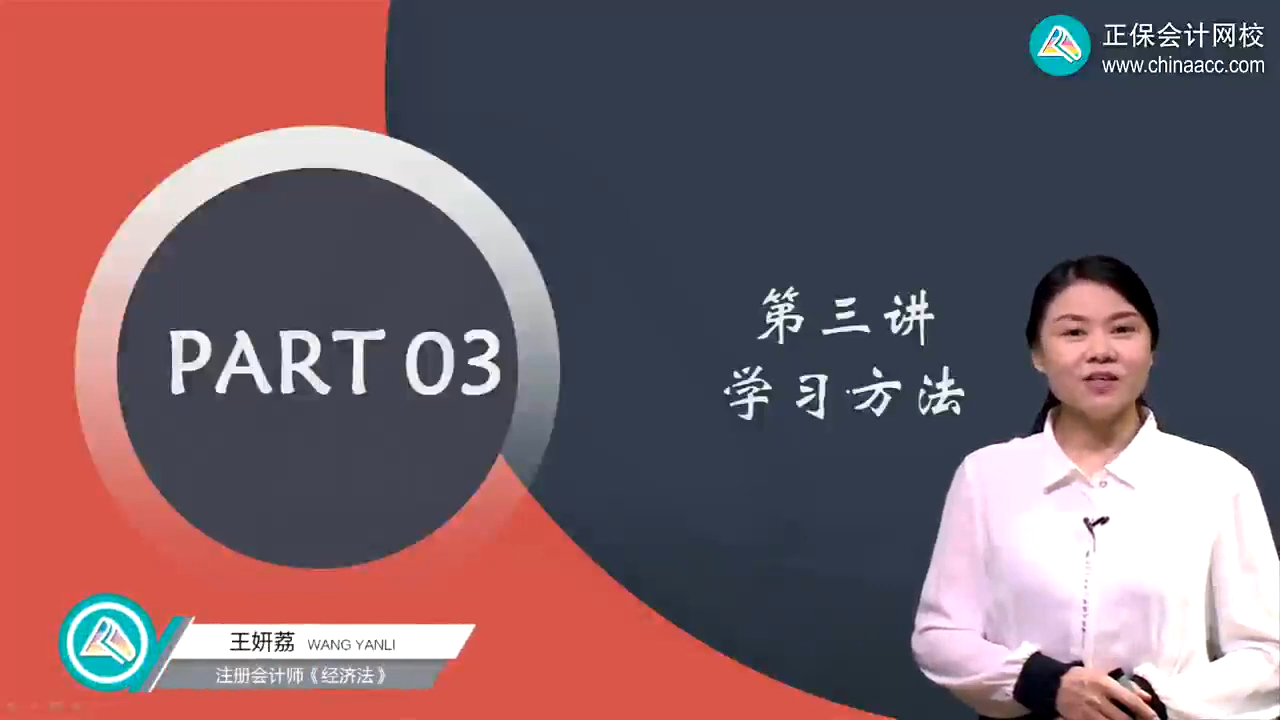 正保会计网校
www.chinaacc.com
PART 03
第三讲
学习方法
王妍荔 WANG YANLI
注册会计师《经济法》